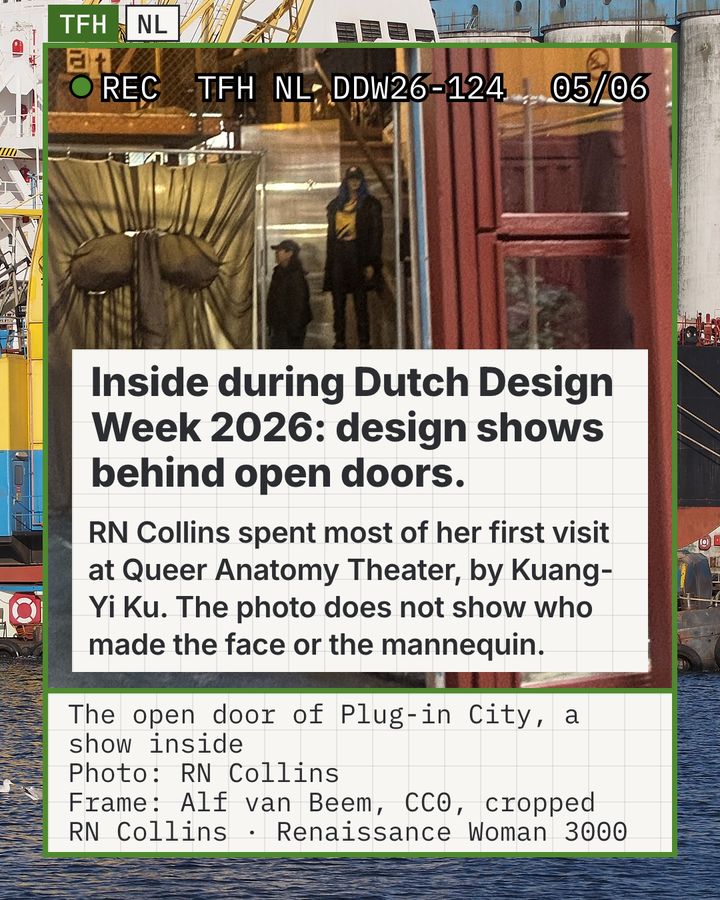 TFH NL
REC TFH NL DDW26-124 05/06
Inside during Dutch Design
Week 2026: design shows
behind open doors.
RN Collins spent most of her first visit
at Queer Anatomy Theater, by Kuang-
Yi Ku. The photo does not show who
made the face or the mannequin.
The open door of Plug-in City, a
show inside
Photo: RN Collins
Frame: Alf van Beem, CC0, cropped
RN Collins · Renaissance Woman 3000